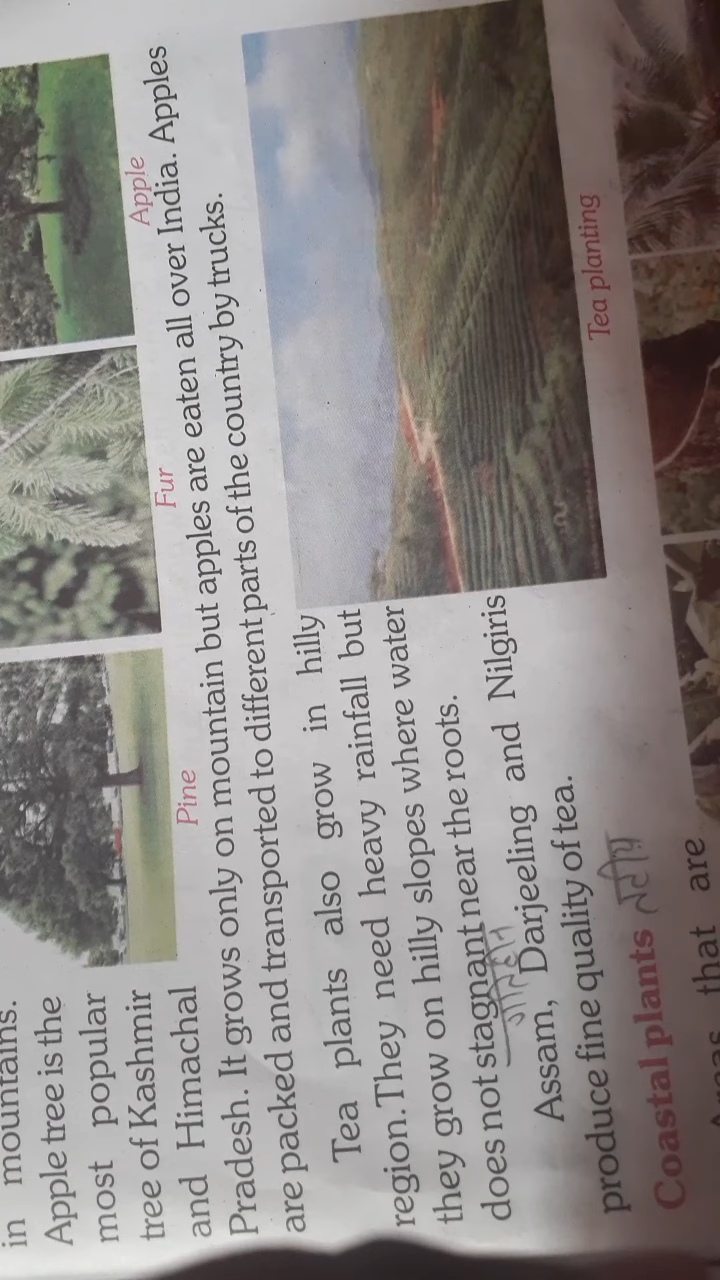 in mountains.
Apple tree is the
most popular
tree of Kashmir
and Himachal
Pine
Fur
Apple
Pradesh. It grows only on mountain but apples are eaten all over India. Apples
are packed and transported to different parts of the country by trucks.
Tea plants also grow in hilly
region. They need heavy rainfall but
they grow on hilly slopes where water
does not stagnant near the roots.
गतिहीन
Assam, Darjeeling and Nilgiris
produce fine quality of tea.
Tea planting
Coastal plants तटीय
Areas that are